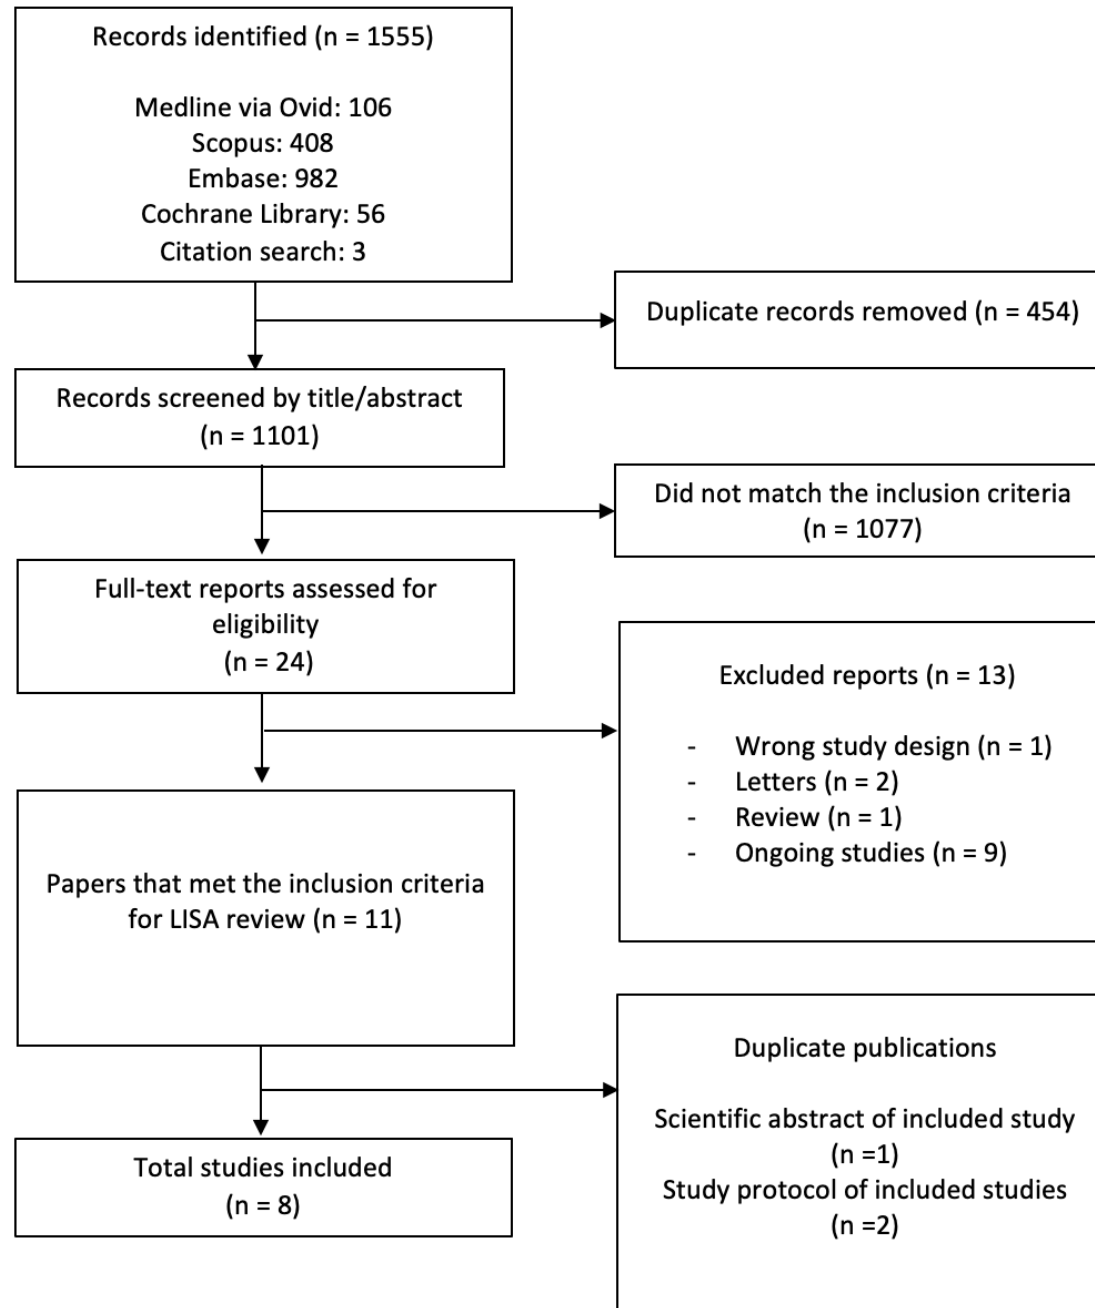 Records identified (n = 1555)
Medline via Ovid: 106
Scopus: 408
Embase: 982
Cochrane Library: 56
Citation search: 3
Duplicate records removed (n = 454)
Records screened by title/abstract
(n = 1101)
Did not match the inclusion criteria
(n = 1077)
Full-text reports assessed for
eligibility
(n = 24)
Excluded reports (n = 13)
- Wrong study design (n = 1)
- Letters (n = 2)
- Review (n = 1)
- Ongoing studies (n = 9)
Papers that met the inclusion criteria
for LISA review (n = 11)
Duplicate publications
Scientific abstract of included study
(n =1)
Study protocol of included studies
(n =2)
Total studies included
(n = 8)